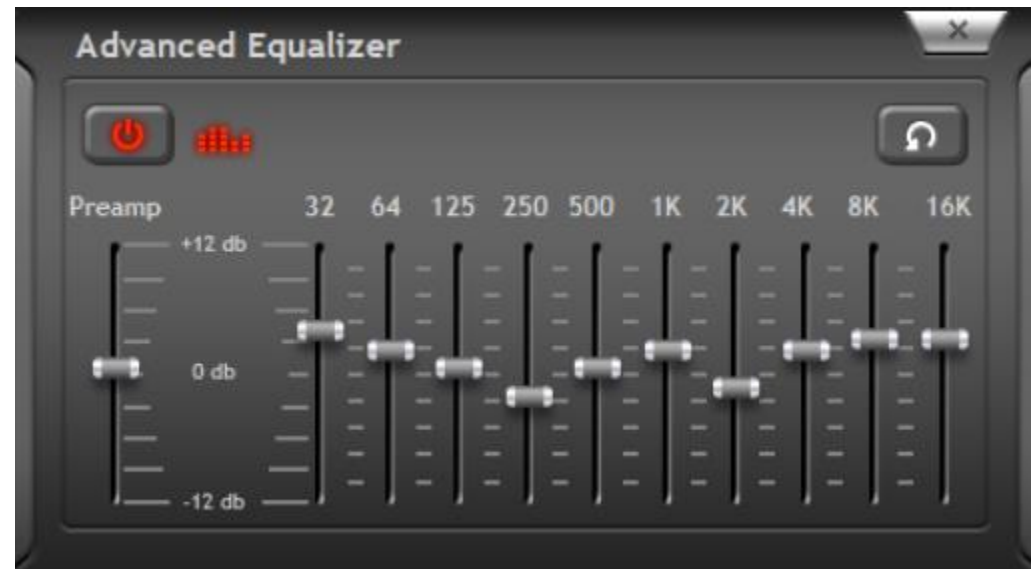 Advanced Equalizer
Preamp 32 64 125 250 500 1K 2K 4K 8K 16K
+12 db
0 db
-12 db